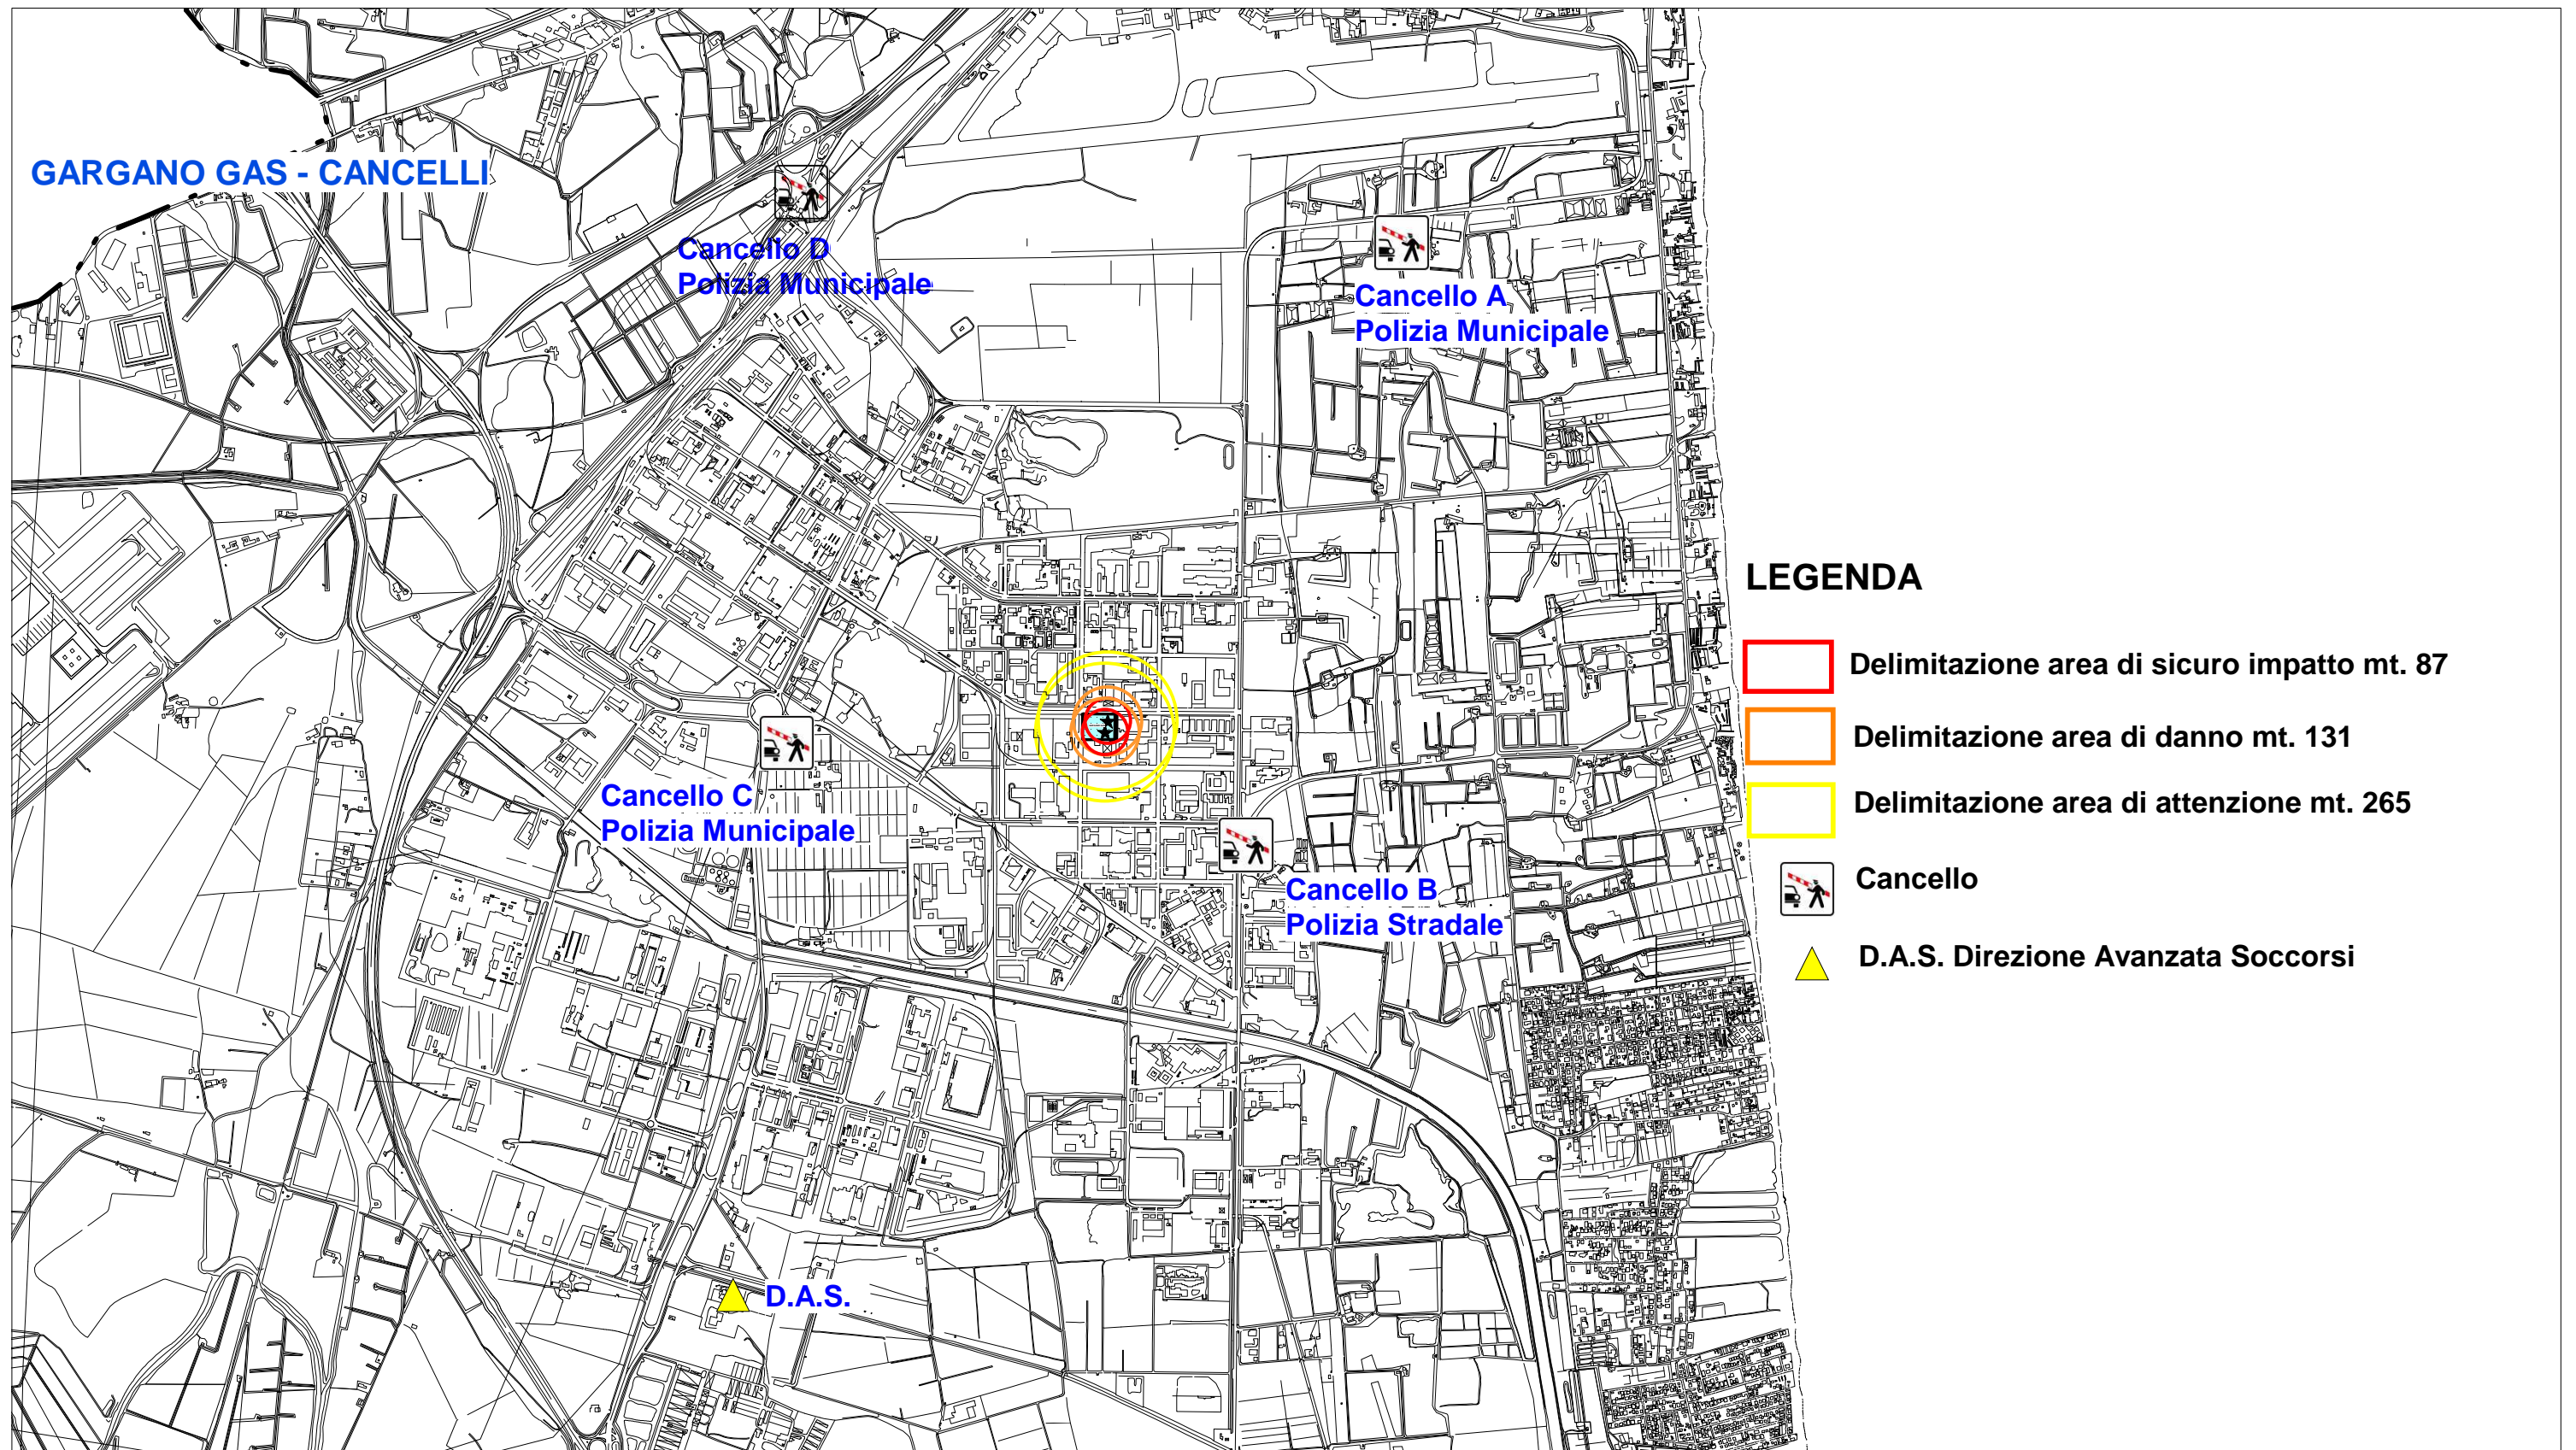 GARGANO GAS - CANCELLI
Cancello D
Polizia Municipale
Cancello A
Polizia Municipale
Cancello C
Polizia Municipale
Cancello B
Polizia Stradale
D.A.S.
LEGENDA
Delimitazione area di sicuro impatto mt. 87
Delimitazione area di danno mt. 131
Delimitazione area di attenzione mt. 265
Cancello
D.A.S. Direzione Avanzata Soccorsi